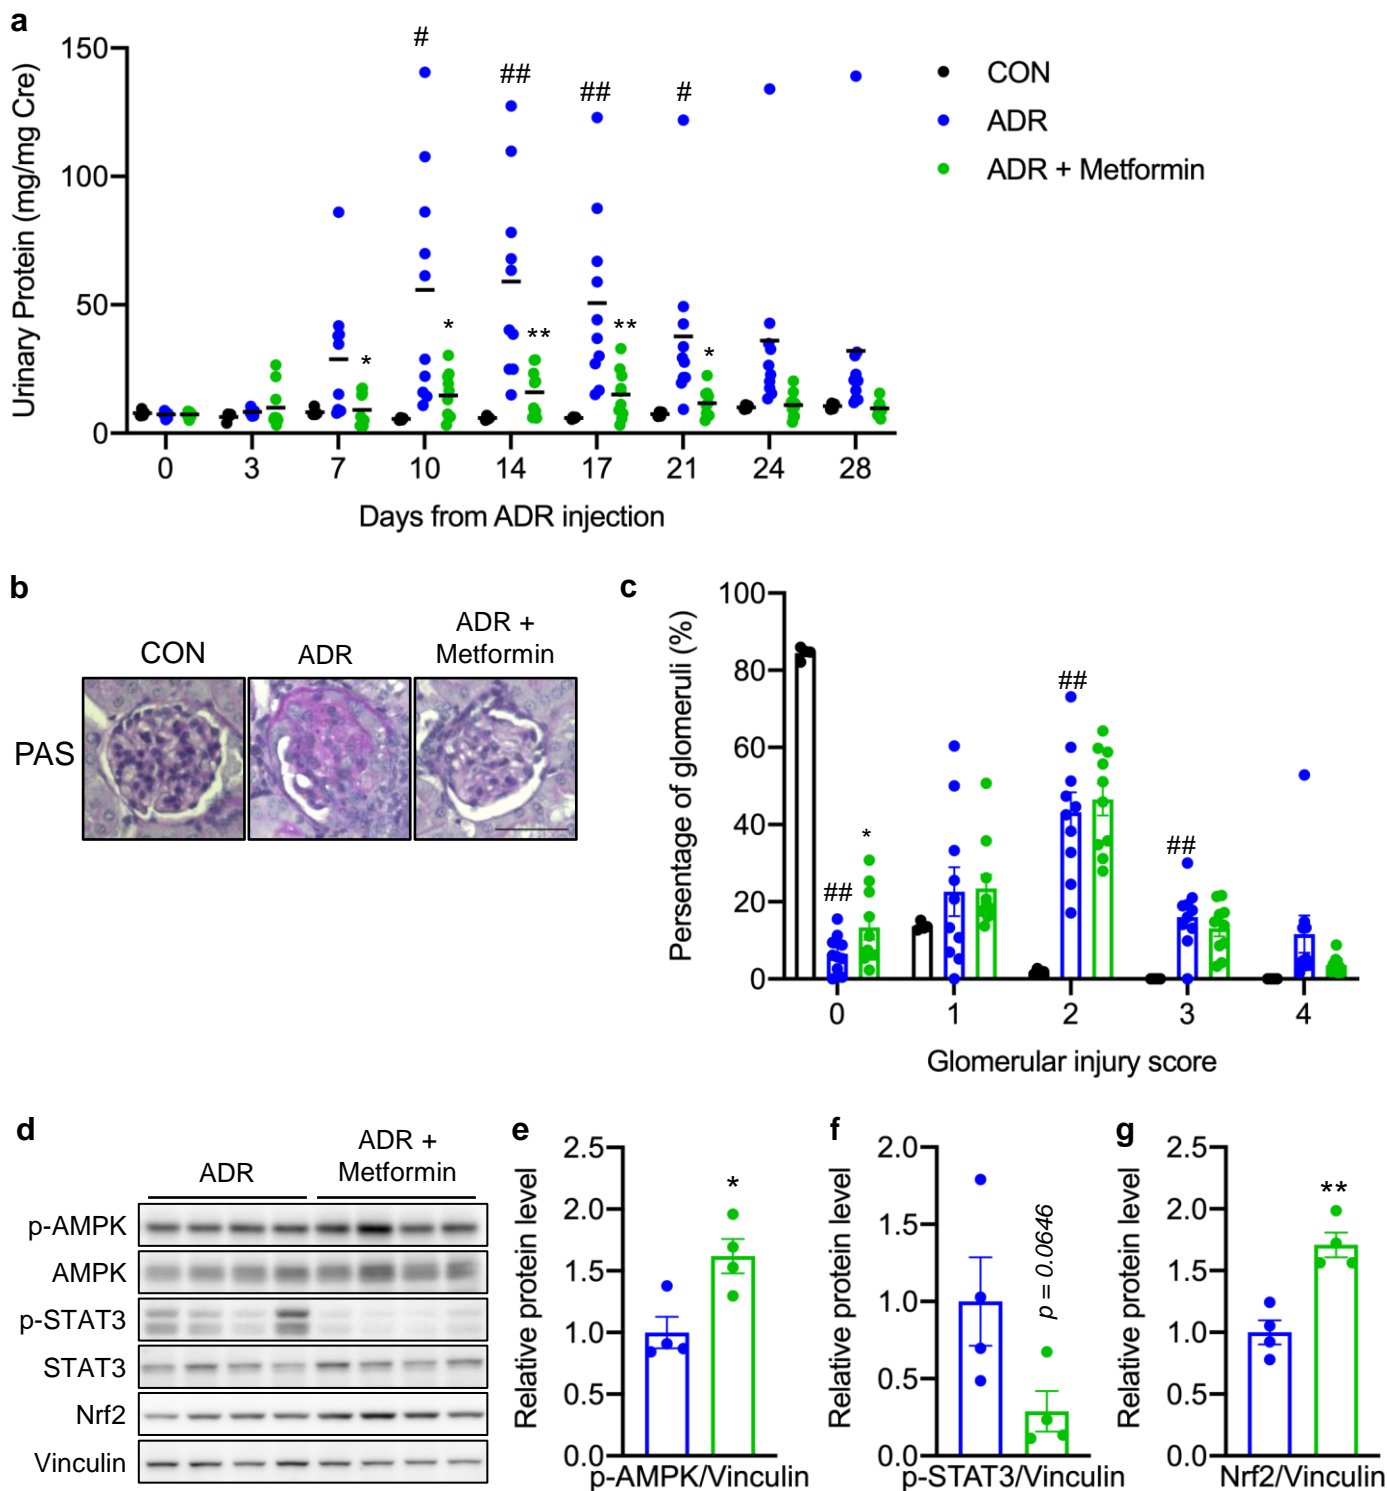 a
Urinary Protein (mg/mg Cre)
150
100
50
0
#
##
##
#
*
*
**
**
*
0 3 7 10 14 17 21 24 28
Days from ADR injection
CON
ADR
ADR + Metformin
b
CON
ADR
ADR +
Metformin
PAS
c
Persentage of glomeruli (%)
100
80
60
40
20
0
##
*
##
##
0 1 2 3 4
Glomerular injury score
d
ADR
ADR +
Metformin
p-AMPK
AMPK
p-STAT3
STAT3
Nrf2
Vinculin
e
Relative protein level
2.5
2.0
1.5
1.0
0.5
0.0
*
p-AMPK/Vinculin
f
Relative protein level
2.0
1.5
1.0
0.5
0.0
p = 0.0646
p-STAT3/Vinculin
g
Relative protein level
2.5
2.0
1.5
1.0
0.5
0.0
**
Nrf2/Vinculin